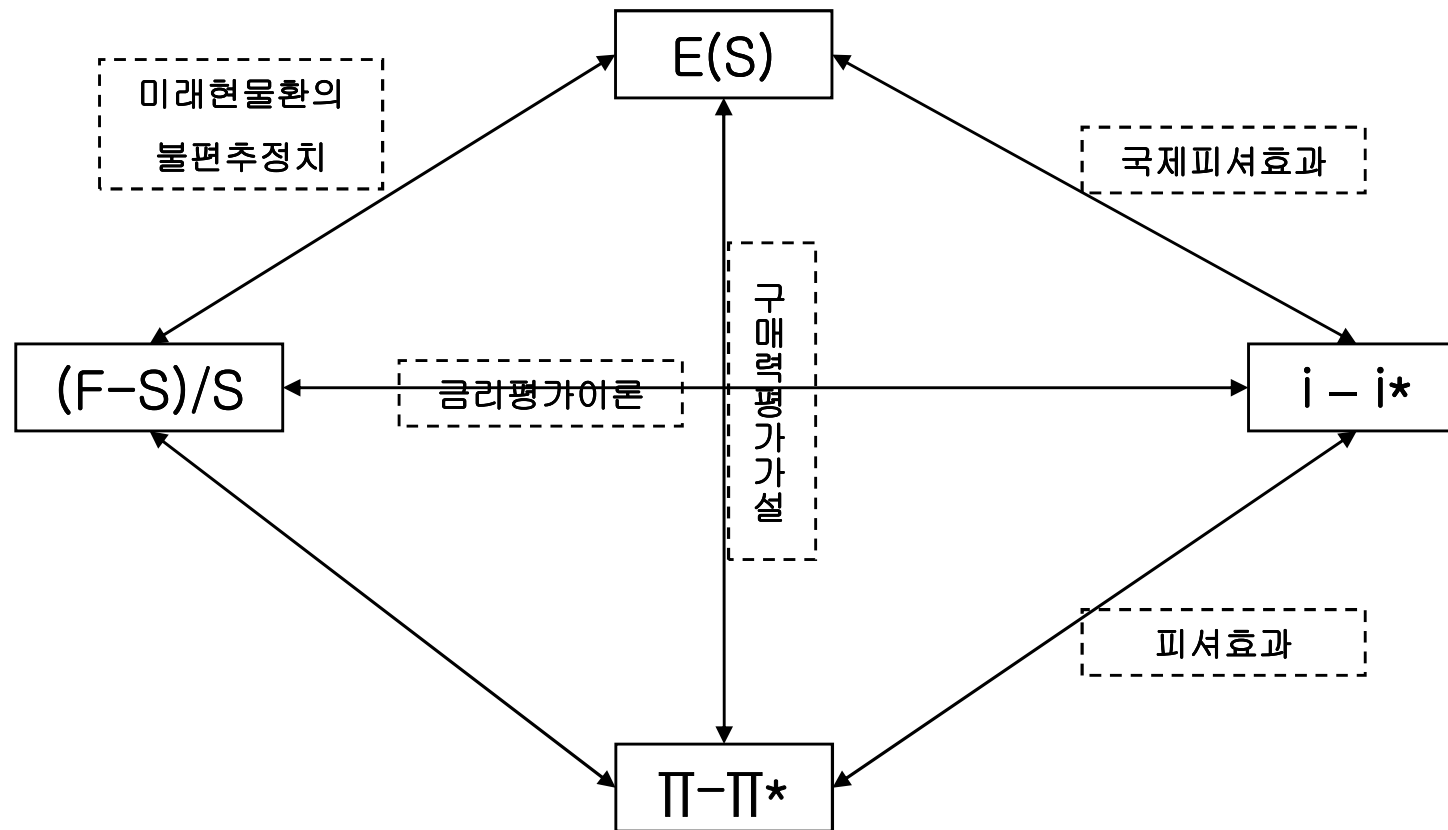 E(S)
미래현물환의
불편추정치
국제피셔효과
구매력평가가설
(F-S)/S
금리평가이론
i - i*
피셔효과
Π-Π*